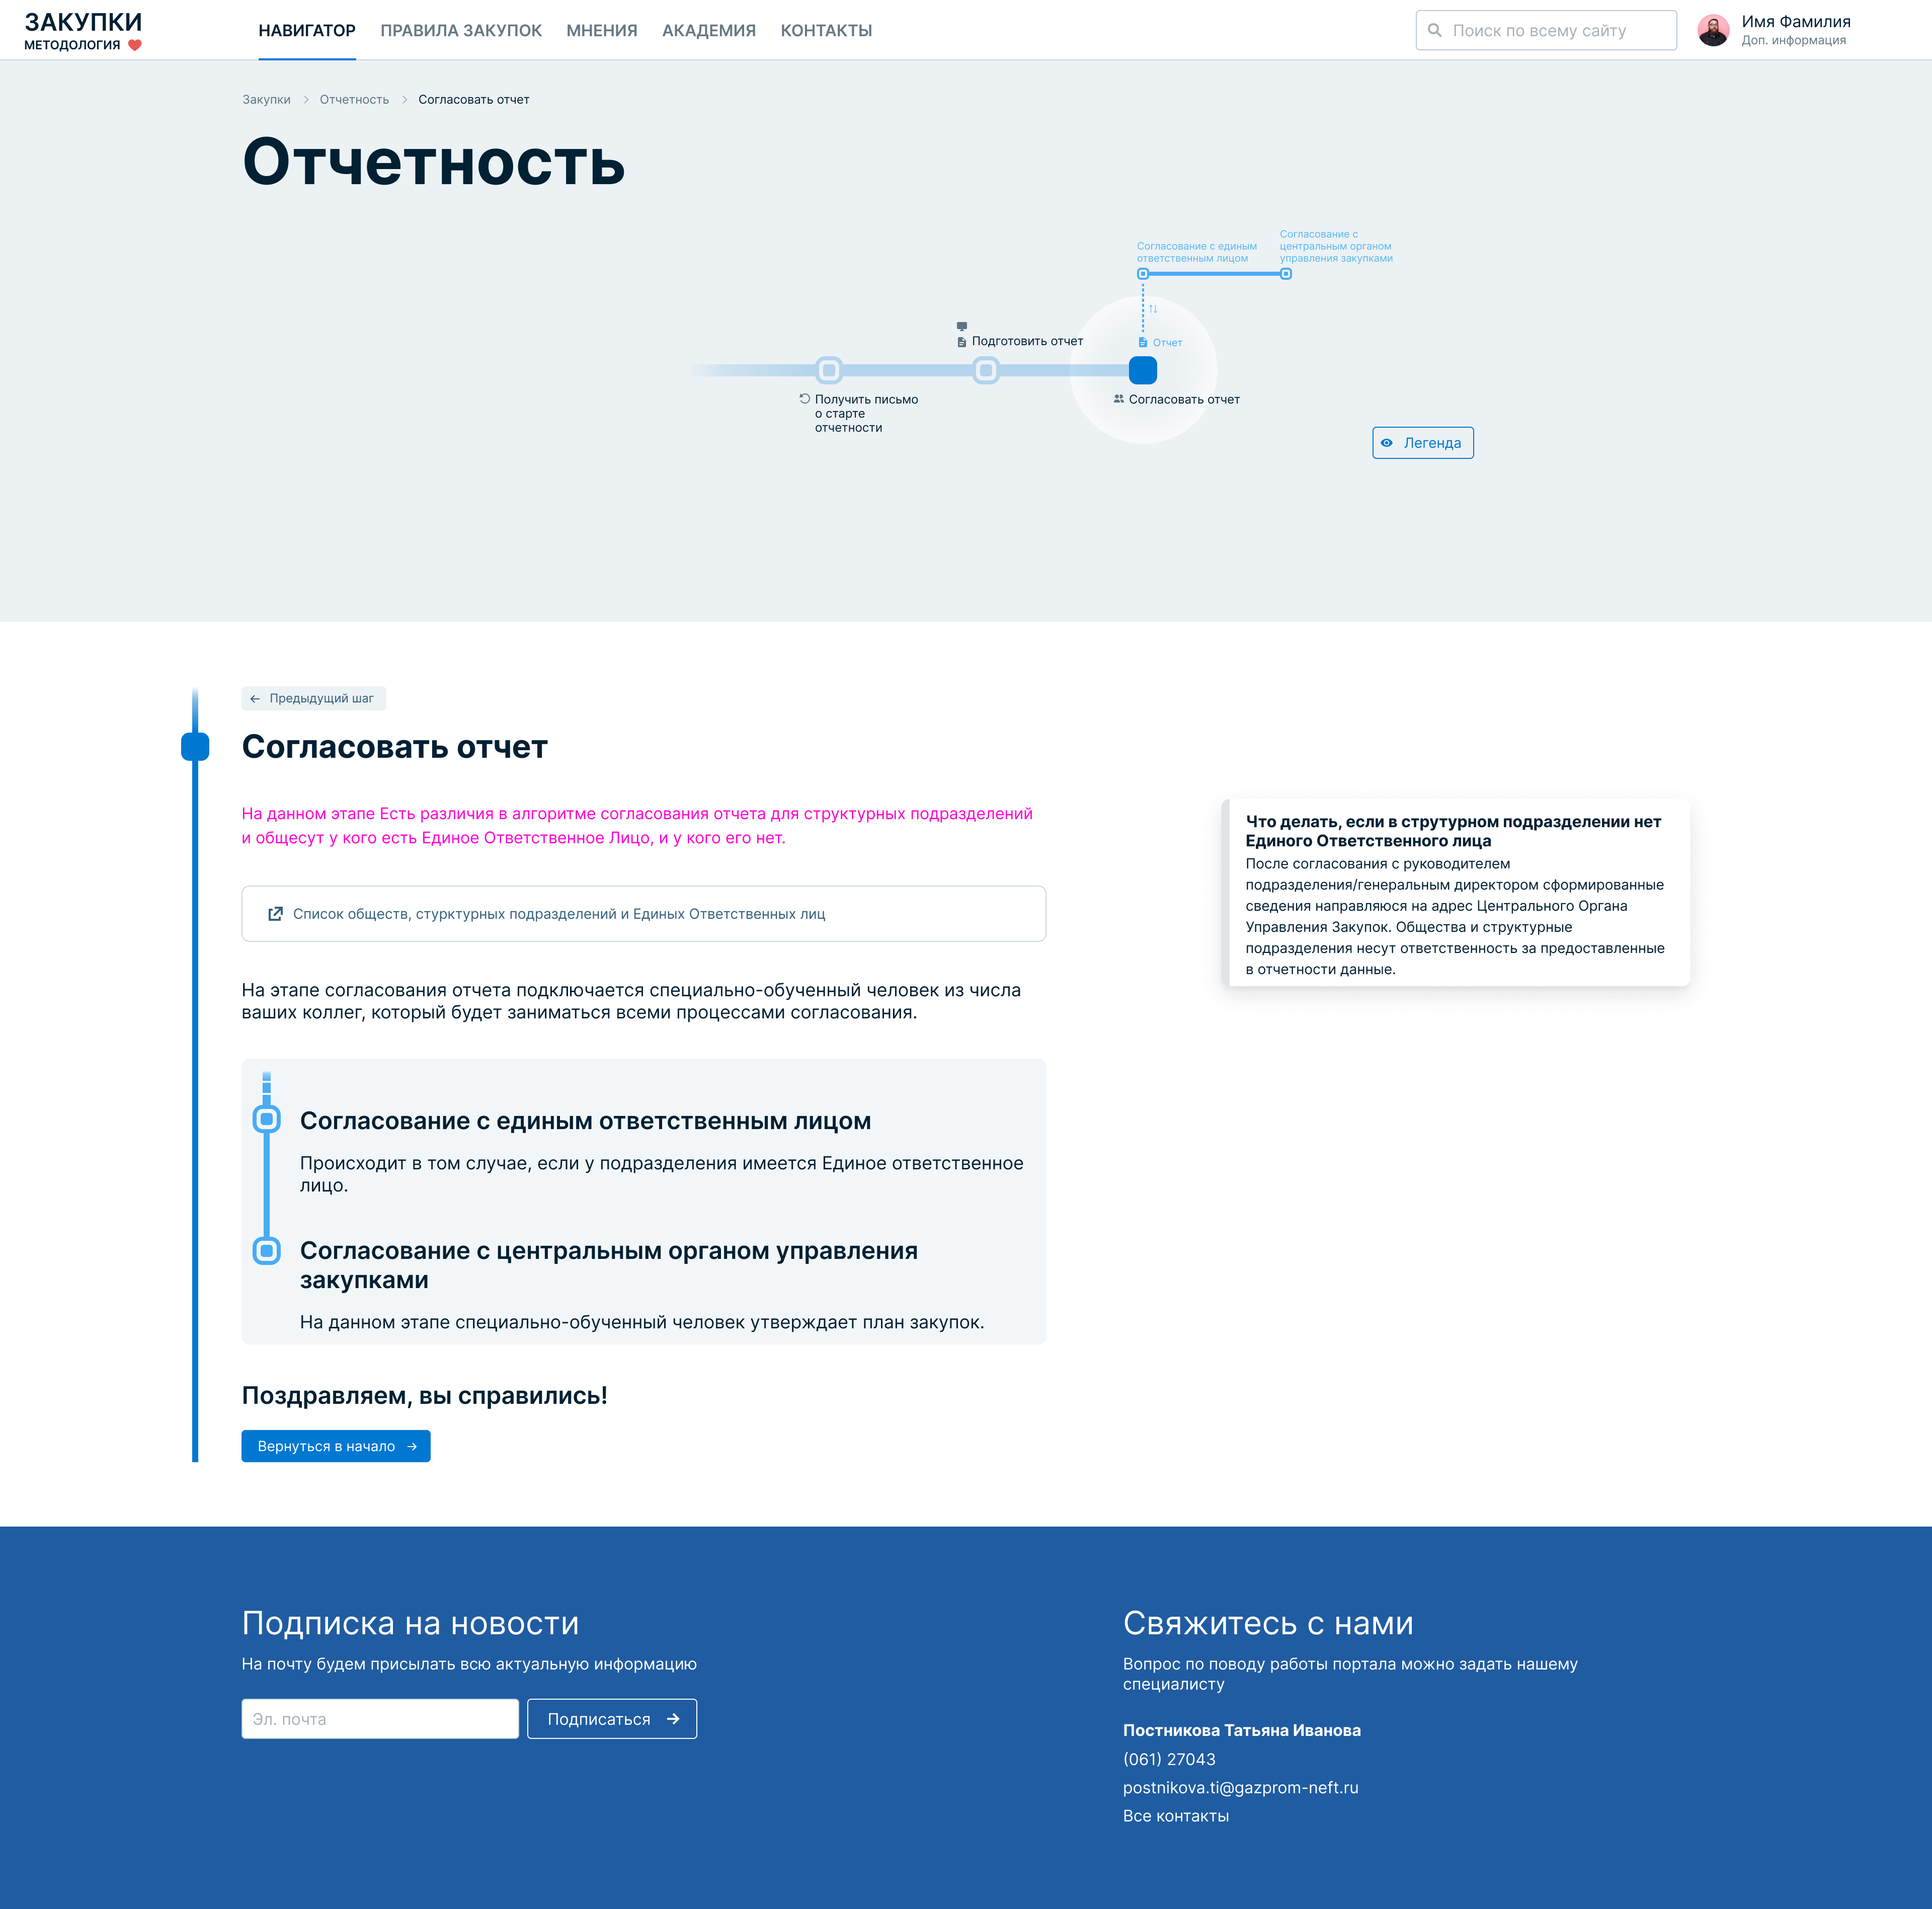 ЗАКУПКИ
МЕТОДОЛОГИЯ
НАВИГАТОР
ПРАВИЛА ЗАКУПОК
МНЕНИЯ
АКАДЕМИЯ
КОНТАКТЫ
Поиск по всему сайту
Имя Фамилия
Доп. информация
Закупки
Отчетность
Согласовать отчет
Отчетность
Согласование с единым
ответственным лицом
Согласование с
центральным органом
управления закупками
Подготовить отчет
Отчет
Получить письмо
о старте
отчетности
Согласовать отчет
Легенда
Предыдущий шаг
Согласовать отчет
На данном этапе Есть различия в алгоритме согласования отчета для структурных подразделений
и общесут у кого есть Единое Ответственное Лицо, и у кого его нет.
Список обществ, стурктурных подразделений и Единых Ответственных лиц
На этапе согласования отчета подключается специально-обученный человек из числа
ваших коллег, который будет заниматься всеми процессами согласования.
Что делать, если в струтурном подразделении нет
Единого Ответственного лица
После согласования с руководителем
подразделения/генеральным директором сформированные
сведения направляюся на адрес Центрального Органа
Управления Закупок. Общества и структурные
подразделения несут ответственность за предоставленные
в отчетности данные.
Согласование с единым ответственным лицом
Происходит в том случае, если у подразделения имеется Единое ответственное
лицо.
Согласование с центральным органом управления
закупками
На данном этапе специально-обученный человек утверждает план закупок.
Поздравляем, вы справились!
Вернуться в начало
Подписка на новости
На почту будем присылать всю актуальную информацию
Эл. почта
Подписаться
Свяжитесь с нами
Вопрос по поводу работы портала можно задать нашему
специалисту
Постникова Татьяна Иванова
(061) 27043
postnikova.ti@gazprom-neft.ru
Все контакты